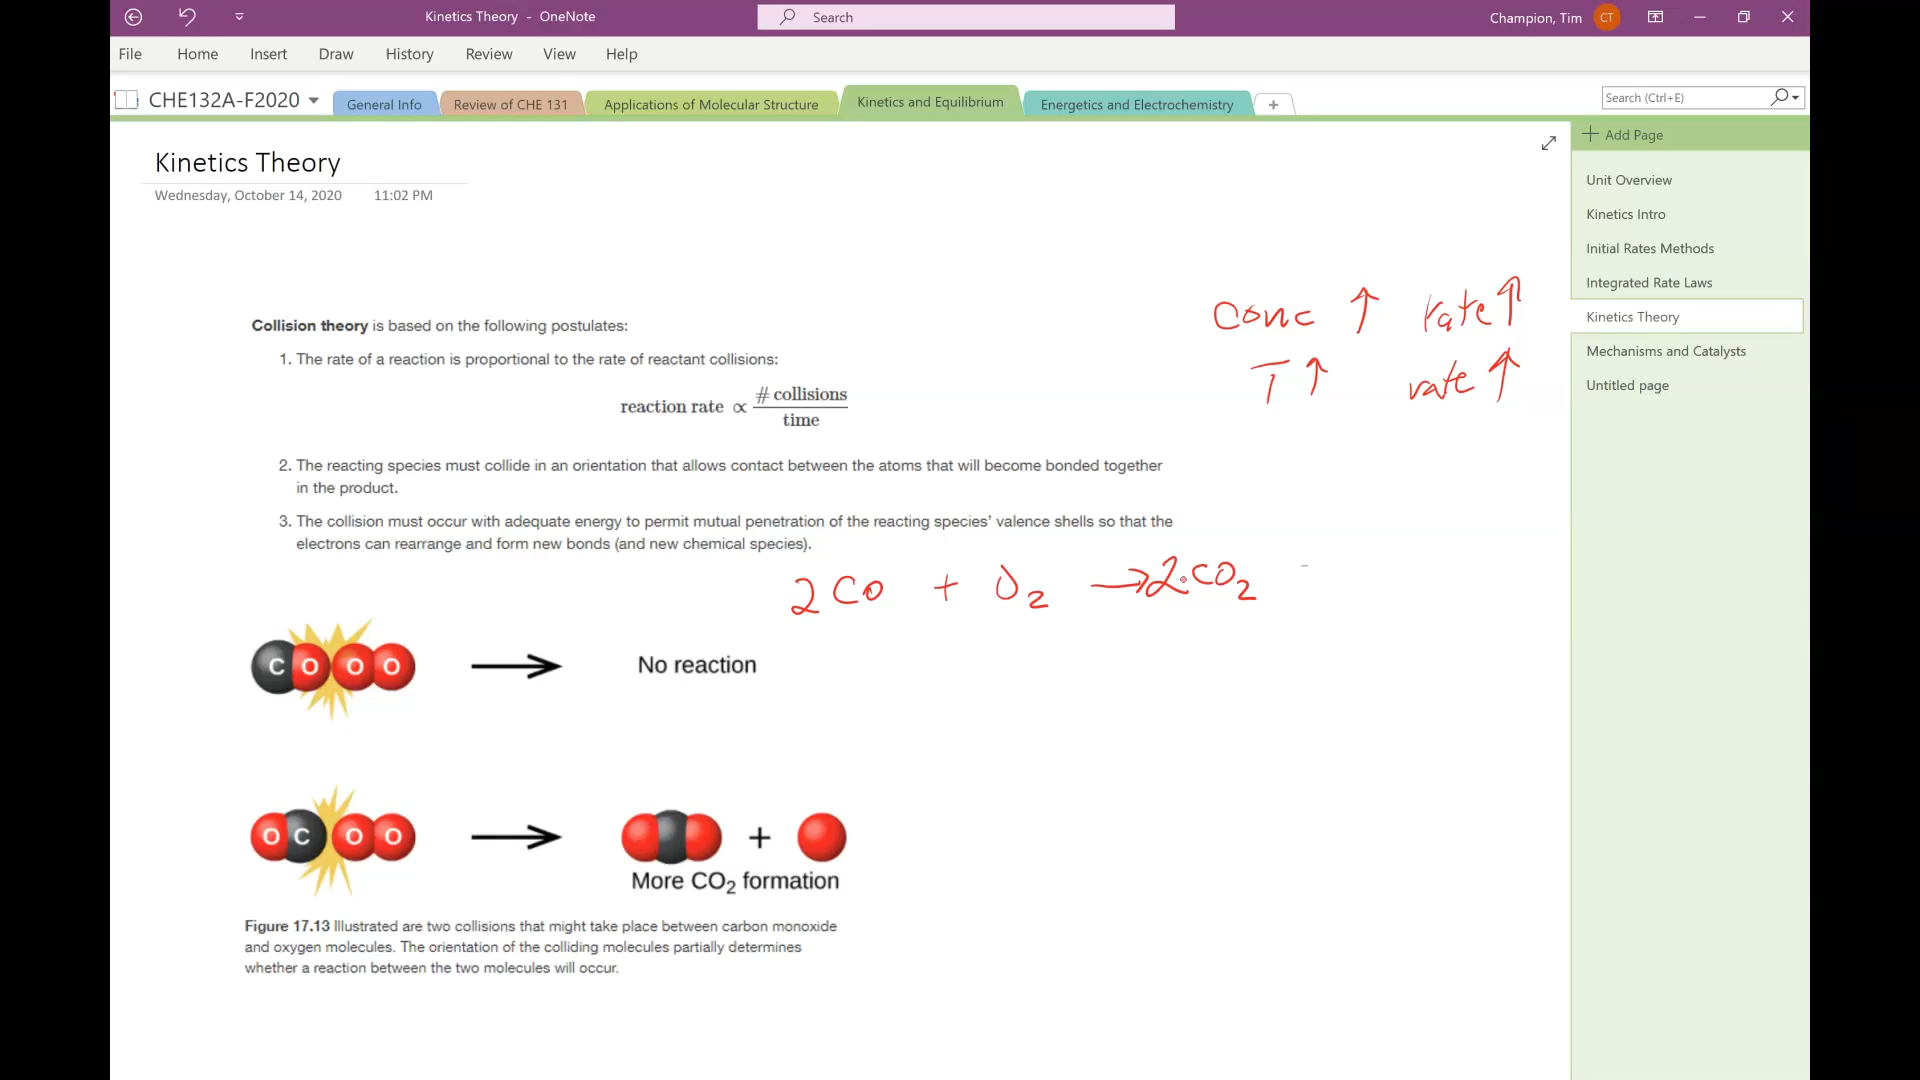 Kinetics Theory - OneNote
Search
Champion, Tim CT
File Home Insert Draw History Review View Help
CHE132A-F2020
General Info Review of CHE 131 Applications of Molecular Structure Kinetics and Equilibrium Energetics and Electrochemistry +
Search (Ctrl+E)
Add Page
Unit Overview
Kinetics Intro
Initial Rates Methods
Integrated Rate Laws
Kinetics Theory
Mechanisms and Catalysts
Untitled page
Kinetics Theory
Wednesday, October 14, 2020 11:02 PM
Collision theory is based on the following postulates:
1. The rate of a reaction is proportional to the rate of reactant collisions:
reaction rate ∝ # collisions / time
2. The reacting species must collide in an orientation that allows contact between the atoms that will become bonded together
in the product.
3. The collision must occur with adequate energy to permit mutual penetration of the reacting species' valence shells so that the
electrons can rearrange and form new bonds (and new chemical species).
Conc ↑ rate ↑
T ↑ rate ↑
2 CO + O₂ → 2 CO₂
C O O O → No reaction
O C O O → +
More CO₂ formation
Figure 17.13 Illustrated are two collisions that might take place between carbon monoxide
and oxygen molecules. The orientation of the colliding molecules partially determines
whether a reaction between the two molecules will occur.